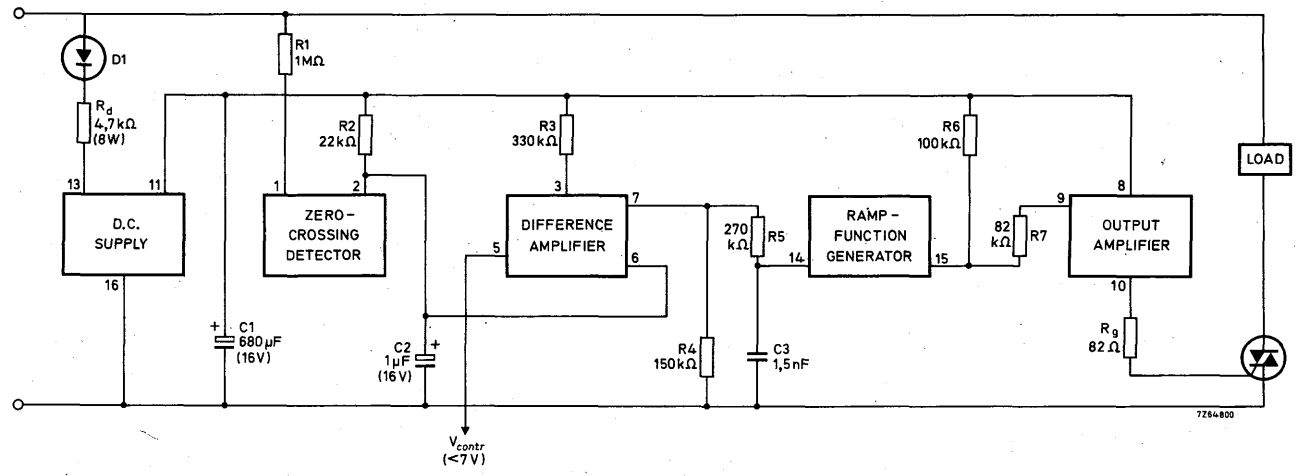 D1
R1
1MΩ
Rd
4,7kΩ
(8W)
R2
22kΩ
R3
330kΩ
R6
100kΩ
LOAD
13
11
1
2
3
7
8
9
D.C.
SUPPLY
ZERO-
CROSSING
DETECTOR
5
DIFFERENCE
AMPLIFIER
6
270
kΩ
R5
14
RAMP-
FUNCTION
GENERATOR
15
82
kΩ
R7
OUTPUT
AMPLIFIER
16
10
+
C1
680µF
(16V)
C2
1µF
(16V)
+
R4
150kΩ
C3
1,5nF
Rg
82Ω
7Z64800
Vcontr
(<7V)